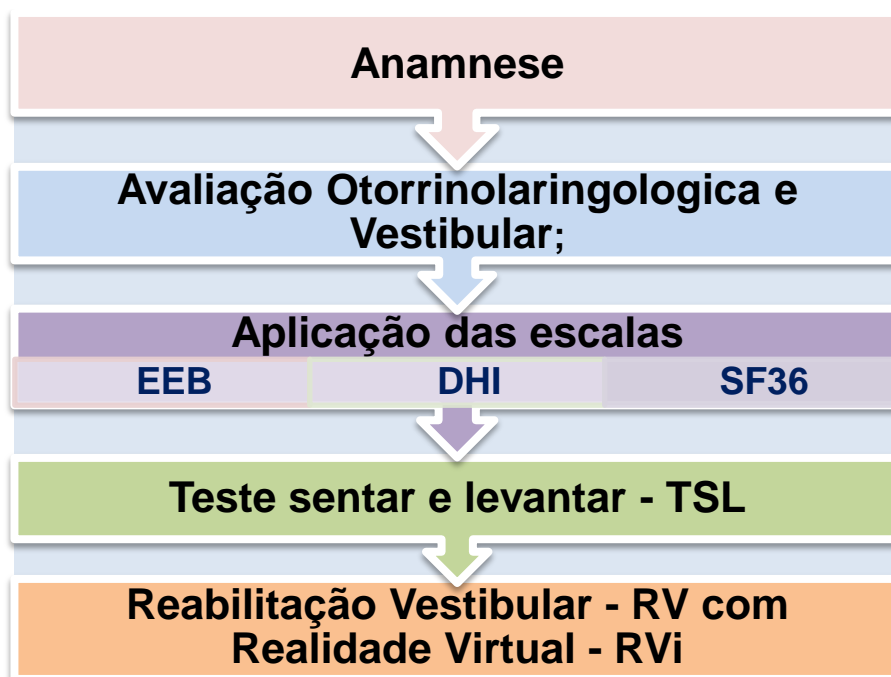 Anamnese
Avaliação Otorrinolaringologica e
Vestibular;
Aplicação das escalas
EEB DHI SF36
Teste sentar e levantar - TSL
Reabilitação Vestibular - RV com
Realidade Virtual - RVi